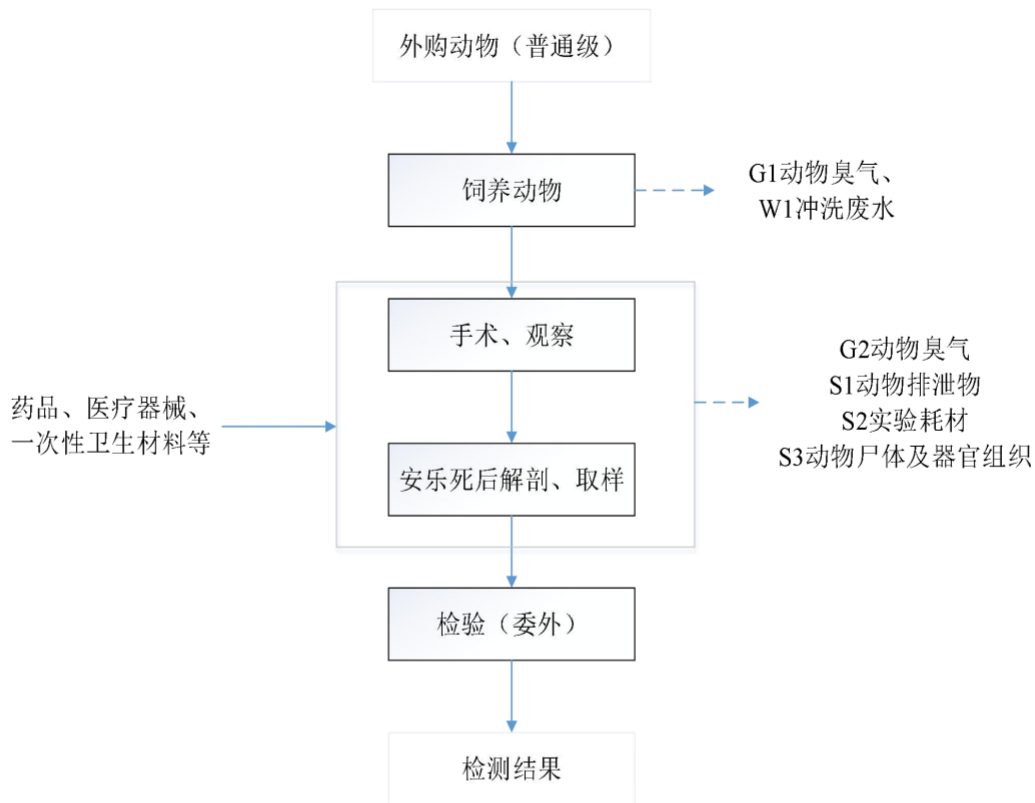 外购动物（普通级）
饲养动物
G1动物臭气、
W1冲洗废水
手术、观察
药品、医疗器械、
一次性卫生材料等
安乐死后解剖、取样
G2动物臭气
S1动物排泄物
S2实验耗材
S3动物尸体及器官组织
检验（委外）
检测结果